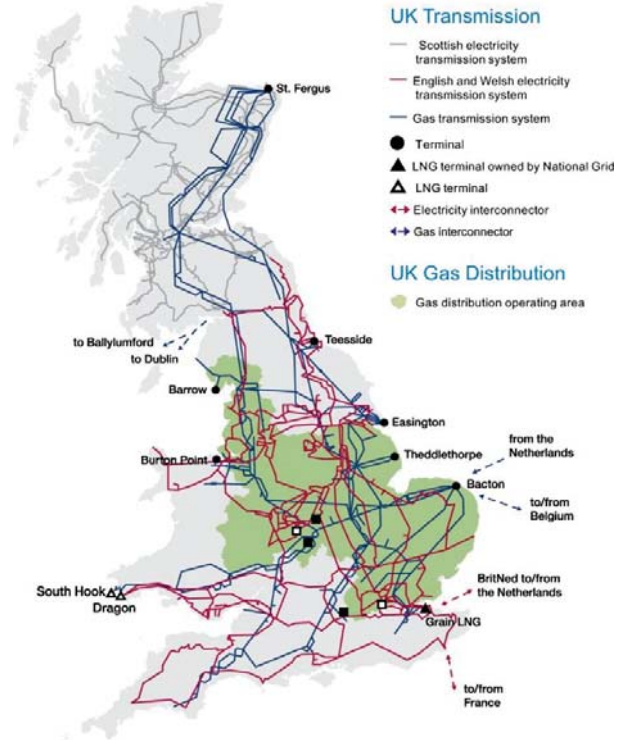 UK Transmission
Scottish electricity
transmission system
English and Welsh electricity
transmission system
Gas transmission system
Terminal
LNG terminal owned by National Grid
LNG terminal
Electricity interconnector
Gas interconnector
UK Gas Distribution
Gas distribution operating area
St. Fergus
to Ballylumford
to Dublin
Teesside
Barrow
Easington
Burton Point
Theddlethorpe
from the
Netherlands
Bacton
to/from
Belgium
South Hook
Dragon
BritNed to/from
the Netherlands
Grain LNG
to/from
France